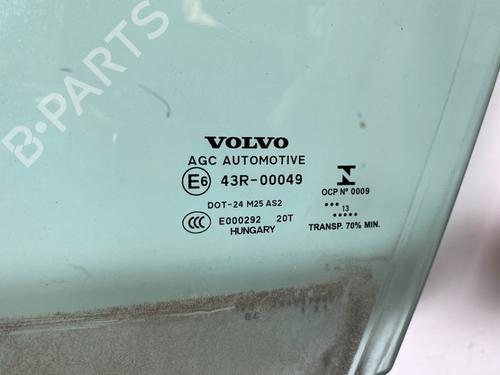 B-PARTS
VOLVO
AGC AUTOMOTIVE
E6 43R-00049
DOT-24 M25 AS2
CCC E000292 20T
HUNGARY
N
OCP Nº 0009
••• 13
•••••
TRANSP. 70% MIN.